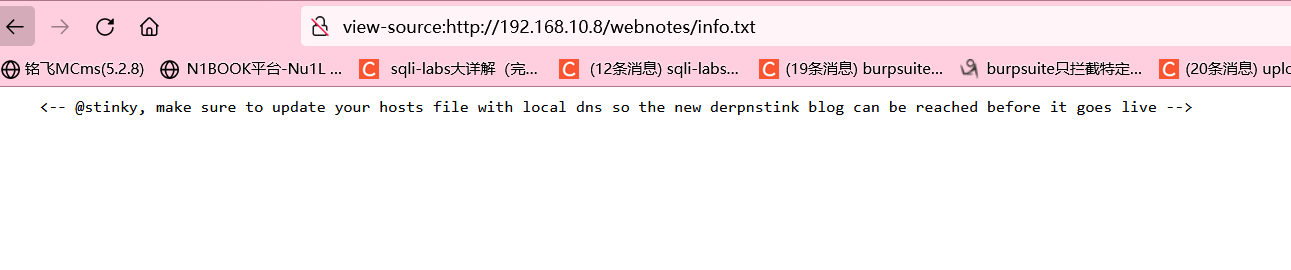 view-source:http://192.168.10.8/webnotes/info.txt
铭飞MCms(5.2.8) N1BOOK平台-Nu1L ... C sqli-labs大详解（完... C (12条消息) sqli-labs... C (19条消息) burpsuite... burpsuite只拦截特定... C (20条消息) uplo
<-- @stinky, make sure to update your hosts file with local dns so the new derpnstink blog can be reached before it goes live -->